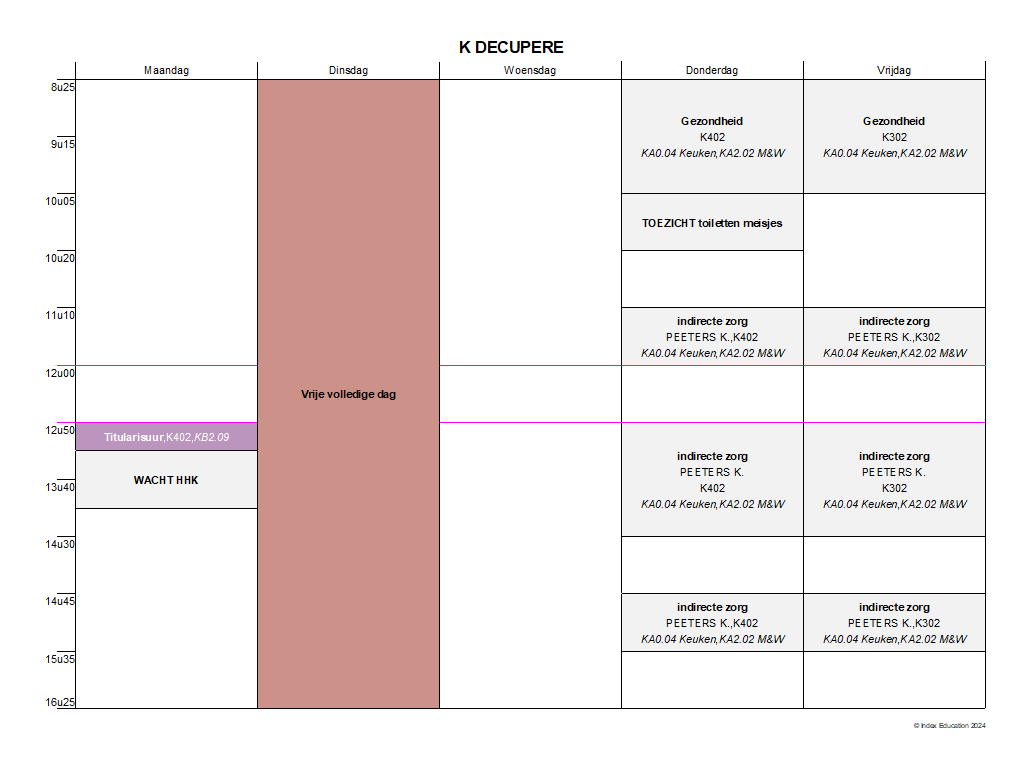 K DECUPERE
Maandag
Dinsdag
Woensdag
Donderdag
Vrijdag
8u25
9u15
10u05
10u20
11u10
12u00
12u50
13u40
14u30
14u45
15u35
16u25
Titularisuur,K402,KB2.09
WACHT HHK
Vrije volledige dag
Gezondheid
K402
KA0.04 Keuken,KA2.02 M&W
TOEZICHT toiletten meisjes
indirecte zorg
PEETERS K.,K402
KA0.04 Keuken,KA2.02 M&W
indirecte zorg
PEETERS K.
K402
KA0.04 Keuken,KA2.02 M&W
indirecte zorg
PEETERS K.,K402
KA0.04 Keuken,KA2.02 M&W
Gezondheid
K302
KA0.04 Keuken,KA2.02 M&W
indirecte zorg
PEETERS K.,K302
KA0.04 Keuken,KA2.02 M&W
indirecte zorg
PEETERS K.
K302
KA0.04 Keuken,KA2.02 M&W
indirecte zorg
PEETERS K.,K302
KA0.04 Keuken,KA2.02 M&W
© Index Education 2024